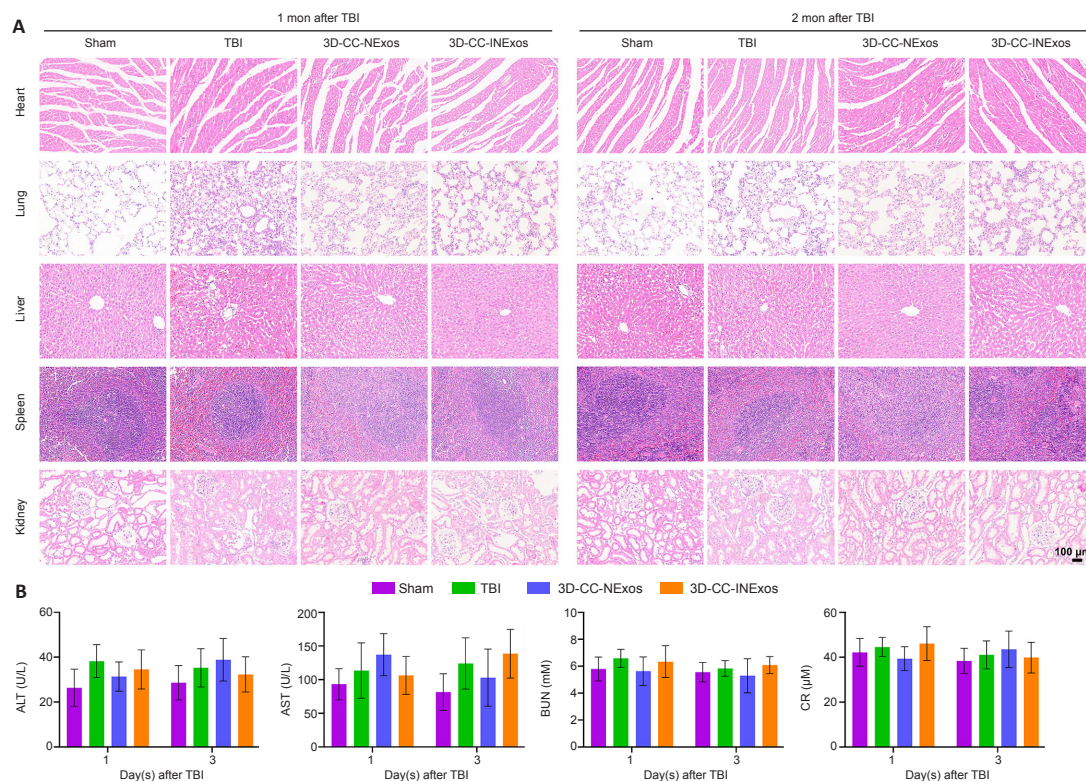 A
1 mon after TBI
2 mon after TBI
Sham TBI 3D-CC-NExos 3D-CC-INExos
Sham TBI 3D-CC-NExos 3D-CC-INExos
Heart
Lung
Liver
Spleen
Kidney
100 µm
B
Sham TBI 3D-CC-NExos 3D-CC-INExos
60
40
20
0
ALT (U/L)
1 3
Day(s) after TBI
200
150
100
50
0
AST (U/L)
1 3
Day(s) after TBI
10
8
6
4
2
0
BUN (mM)
1 3
Day(s) after TBI
60
40
20
0
CR (µM)
1 3
Day(s) after TBI